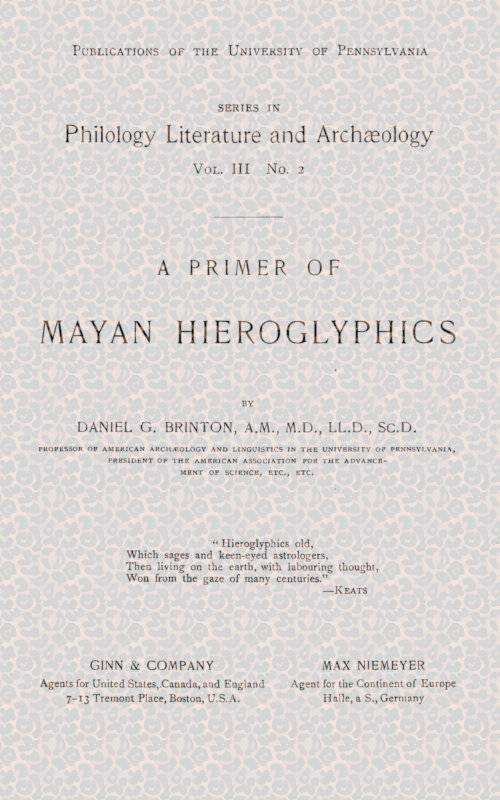 Publications of the University of Pennsylvania
SERIES IN
Philology Literature and Archæology
Vol. III No. 2
A PRIMER OF
MAYAN HIEROGLYPHICS
BY
DANIEL G. BRINTON, A.M., M.D., LL.D., Sc.D.
PROFESSOR OF AMERICAN ARCHÆOLOGY AND LINGUISTICS IN THE UNIVERSITY OF PENNSYLVANIA,
PRESIDENT OF THE AMERICAN ASSOCIATION FOR THE ADVANCE-
MENT OF SCIENCE, ETC., ETC.
“Hieroglyphics old,
Which sages and keen-eyed astrologers,
Then living on the earth, with labouring thought,
Won from the gaze of many centuries.”
—Keats
GINN & COMPANY
Agents for United States, Canada, and England
7–13 Tremont Place, Boston, U.S.A.
MAX NIEMEYER
Agent for the Continent of Europe
Halle, a S., Germany